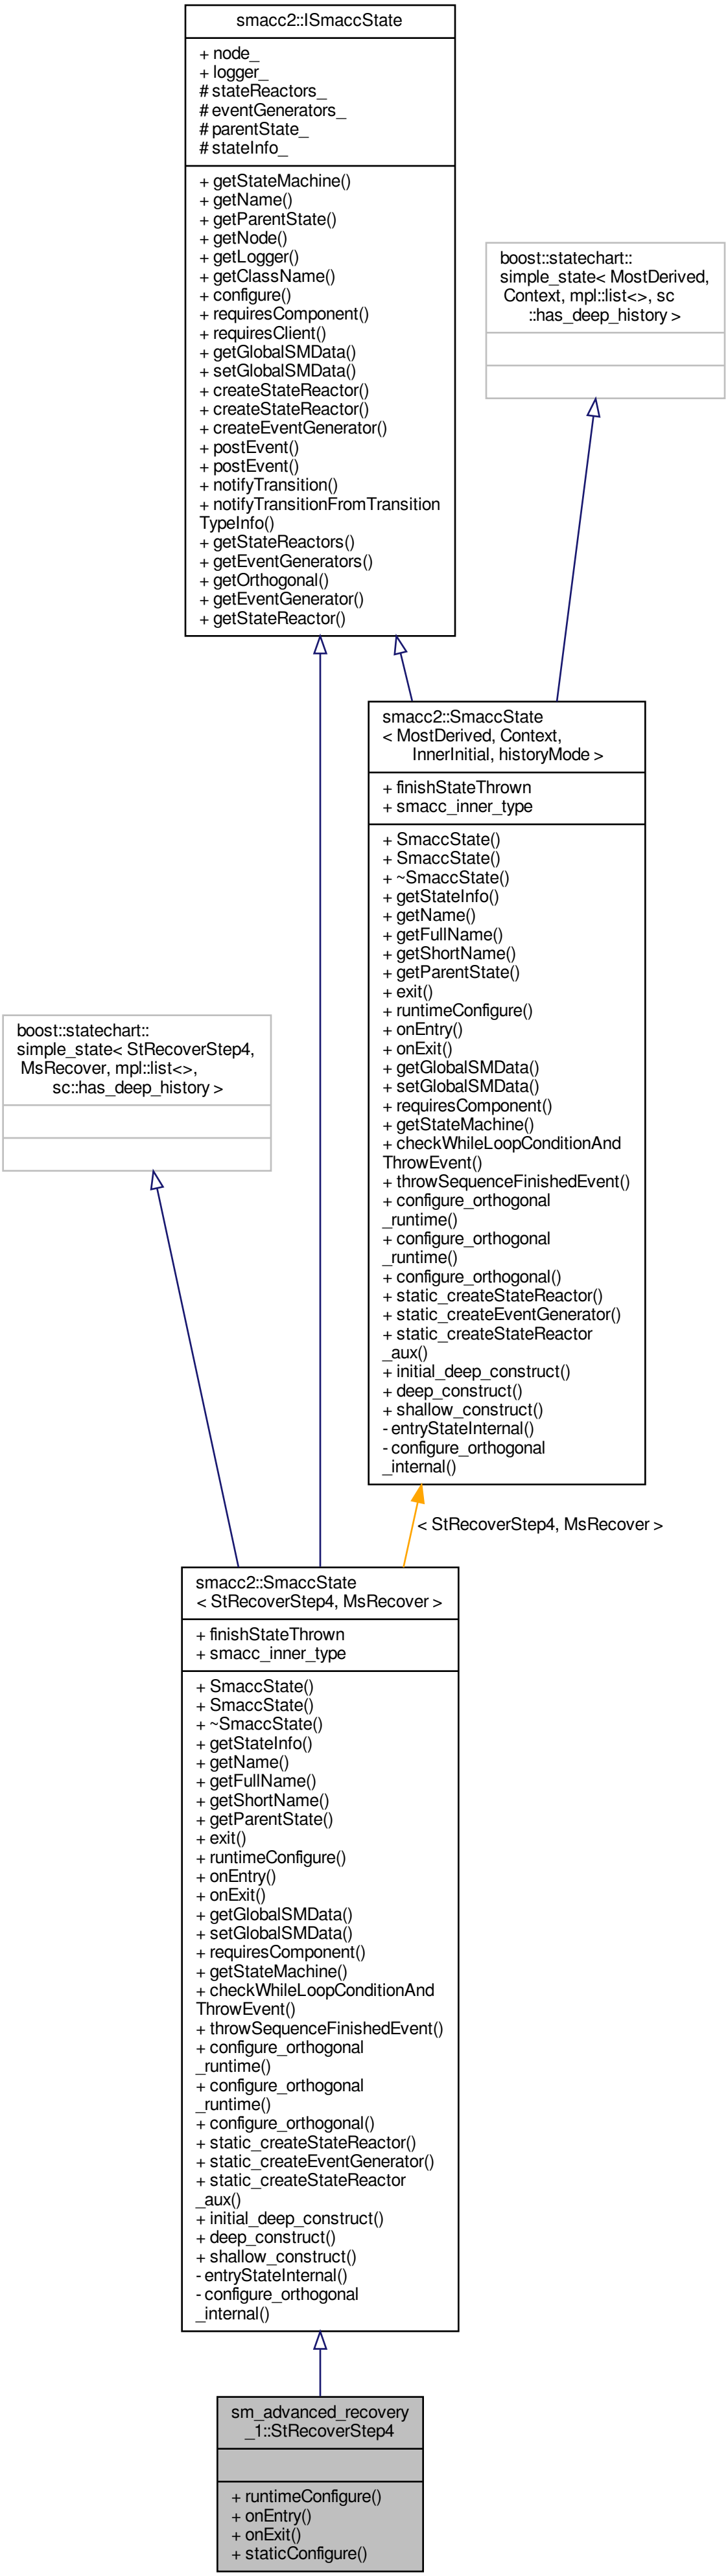 smacc2::ISmaccState
+ node_
+ logger_
# stateReactors_
# eventGenerators_
# parentState_
# stateInfo_
+ getStateMachine()
+ getName()
+ getParentState()
+ getNode()
+ getLogger()
+ getClassName()
+ configure()
+ requiresComponent()
+ requiresClient()
+ getGlobalSMData()
+ setGlobalSMData()
+ createStateReactor()
+ createStateReactor()
+ createEventGenerator()
+ postEvent()
+ postEvent()
+ notifyTransition()
+ notifyTransitionFromTransition
TypeInfo()
+ getStateReactors()
+ getEventGenerators()
+ getOrthogonal()
+ getEventGenerator()
+ getStateReactor()
boost::statechart::
simple_state< MostDerived,
Context, mpl::list<>, sc
::has_deep_history >
smacc2::SmaccState
< MostDerived, Context,
InnerInitial, historyMode >
+ finishStateThrown
+ smacc_inner_type
+ SmaccState()
+ SmaccState()
+ ~SmaccState()
+ getStateInfo()
+ getName()
+ getFullName()
+ getShortName()
+ getParentState()
+ exit()
+ runtimeConfigure()
+ onEntry()
+ onExit()
+ getGlobalSMData()
+ setGlobalSMData()
+ requiresComponent()
+ getStateMachine()
+ checkWhileLoopConditionAnd
ThrowEvent()
+ throwSequenceFinishedEvent()
+ configure_orthogonal
_runtime()
+ configure_orthogonal
_runtime()
+ configure_orthogonal()
+ static_createStateReactor()
+ static_createEventGenerator()
+ static_createStateReactor
_aux()
+ initial_deep_construct()
+ deep_construct()
+ shallow_construct()
- entryStateInternal()
- configure_orthogonal
_internal()
boost::statechart::
simple_state< StRecoverStep4,
MsRecover, mpl::list<>,
sc::has_deep_history >
< StRecoverStep4, MsRecover >
smacc2::SmaccState
< StRecoverStep4, MsRecover >
+ finishStateThrown
+ smacc_inner_type
+ SmaccState()
+ SmaccState()
+ ~SmaccState()
+ getStateInfo()
+ getName()
+ getFullName()
+ getShortName()
+ getParentState()
+ exit()
+ runtimeConfigure()
+ onEntry()
+ onExit()
+ getGlobalSMData()
+ setGlobalSMData()
+ requiresComponent()
+ getStateMachine()
+ checkWhileLoopConditionAnd
ThrowEvent()
+ throwSequenceFinishedEvent()
+ configure_orthogonal
_runtime()
+ configure_orthogonal
_runtime()
+ configure_orthogonal()
+ static_createStateReactor()
+ static_createEventGenerator()
+ static_createStateReactor
_aux()
+ initial_deep_construct()
+ deep_construct()
+ shallow_construct()
- entryStateInternal()
- configure_orthogonal
_internal()
sm_advanced_recovery
_1::StRecoverStep4
+ runtimeConfigure()
+ onEntry()
+ onExit()
+ staticConfigure()